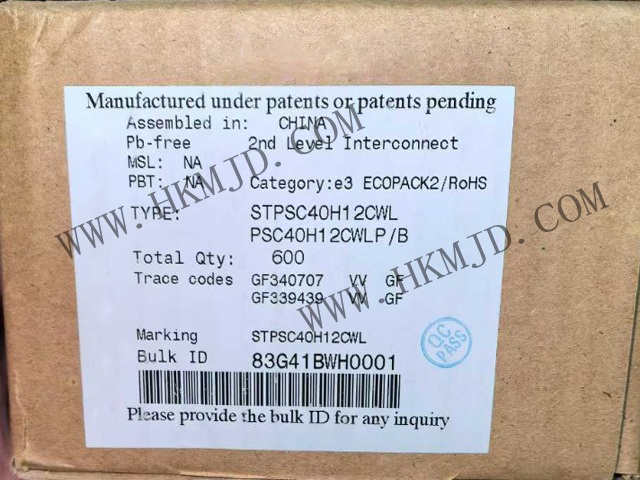 Manufactured under patents or patents pending
Assembled in: CHINA
Pb-free 2nd Level Interconnect
MSL: NA
PBT: NA Category:e3 ECOPACK2/RoHS
TYPE: STPSC40H12CWL
PSC40H12CWLP/B
Total Qty: 600
Trace codes GF340707 VV GF
GF339439 VV GF
Marking STPSC40H12CWL
Bulk ID 83G41BWH0001
Please provide the bulk ID for any inquiry
QC
PASS
WWW.HKMJD.COM
WWW.HKMJD.COM